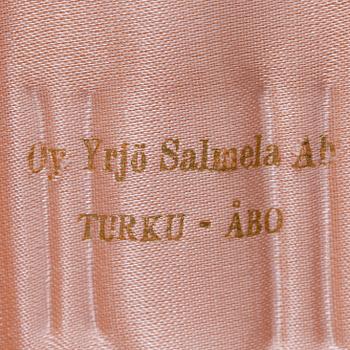 Oy Yrjö Salmela Ab
TURKU - ÅBO